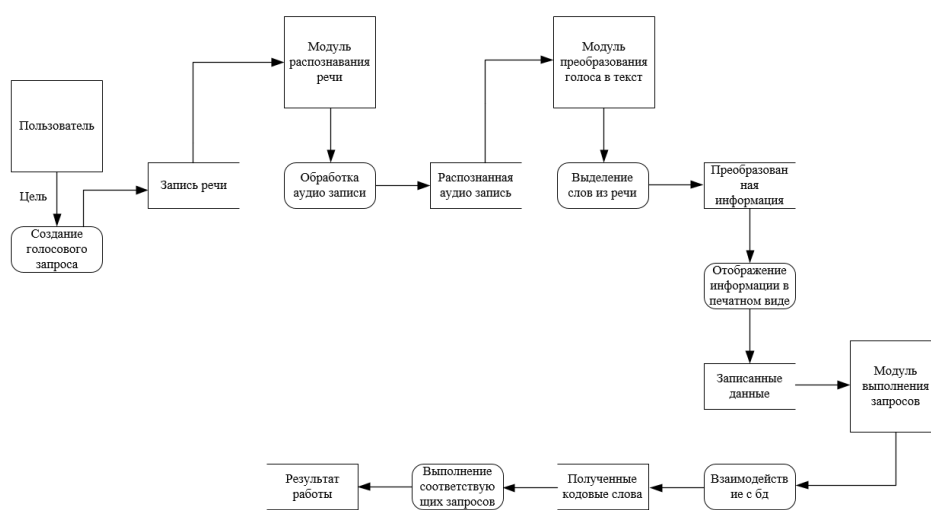 Пользователь
Цель
Создание
голосового
запроса
Запись речи
Модуль
распознавания
речи
Обработка
аудио записи
Распознанная
аудио запись
Модуль
преобразования
голоса в текст
Выделение
слов из речи
Преобразован
ная
информация
Отображение
информации в
печатном виде
Записанные
данные
Модуль
выполнения
запросов
Взаимодейств
ие с бд
Полученные
кодовые слова
Выполнение
соответствую
щих запросов
Результат
работы